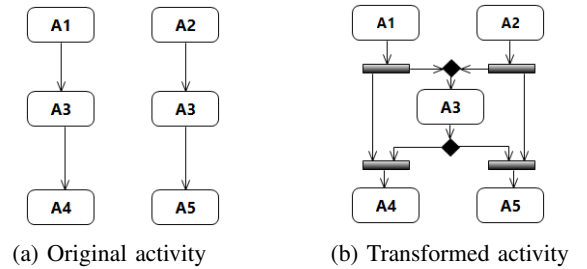 A1 A2 A1 A2
A3 A3 A3
A4 A5 A4 A5
(a) Original activity (b) Transformed activity